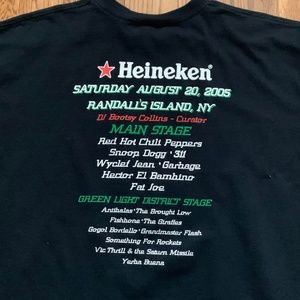 ★ Heineken®
SATURDAY AUGUST 20, 2005
RANDALL'S ISLAND, NY
DJ Bootsy Collins - Curator
MAIN STAGE
Red Hot Chili Peppers
Snoop Dogg * 311
Wyclef Jean * Garbage
Hector El Bambino
Fat Joe
GREEN LIGHT DISTRICT STAGE
Antibalas * The Brought Low
Fishbone * The Giraffes
Gogol Bordello * Grandmaster Flash
Something For Rockets
Vic Thrill & the Saturn Missile
Yerba Buena